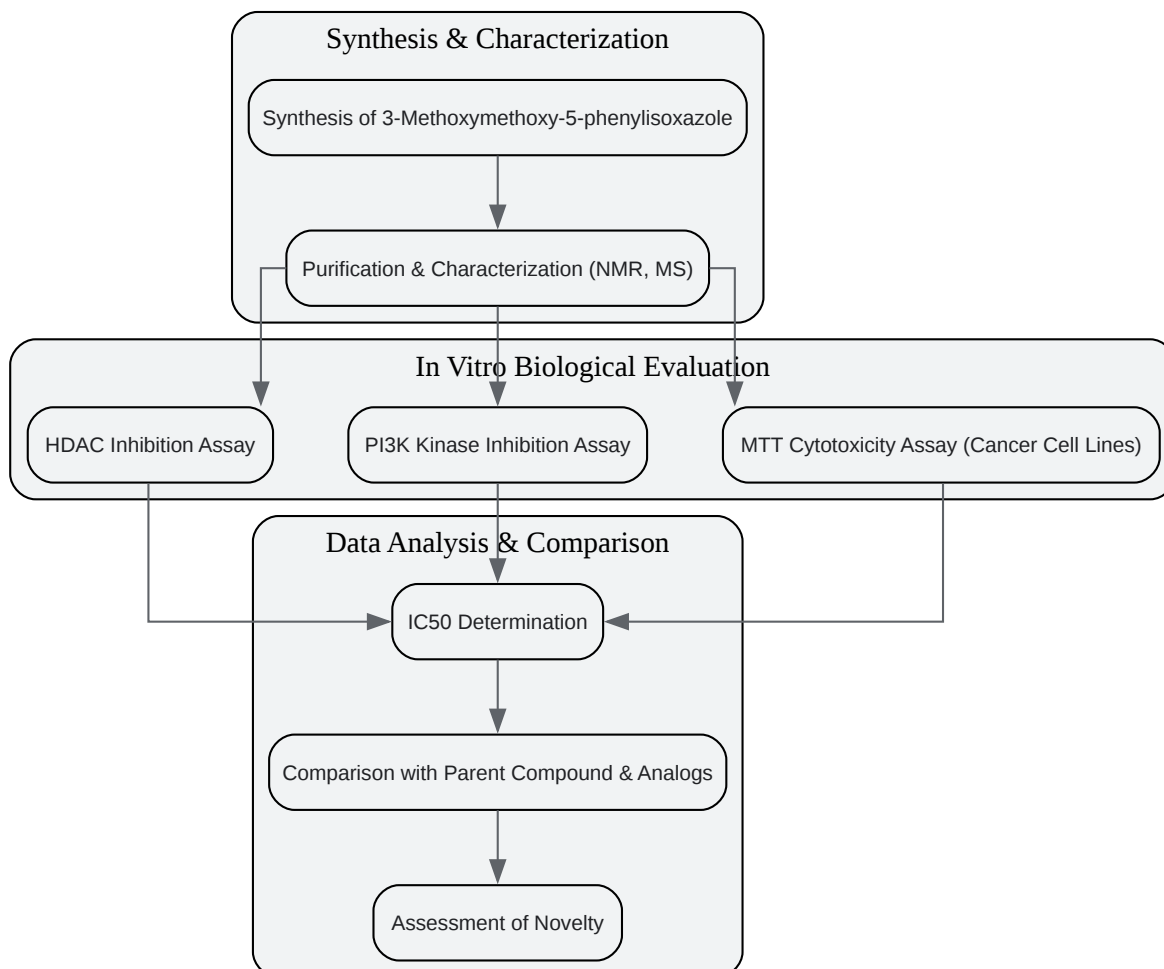 Synthesis & Characterization
Synthesis of 3-Methoxymethoxy-5-phenylisoxazole
Purification & Characterization (NMR, MS)
In Vitro Biological Evaluation
HDAC Inhibition Assay
PI3K Kinase Inhibition Assay
MTT Cytotoxicity Assay (Cancer Cell Lines)
Data Analysis & Comparison
IC50 Determination
Comparison with Parent Compound & Analogs
Assessment of Novelty